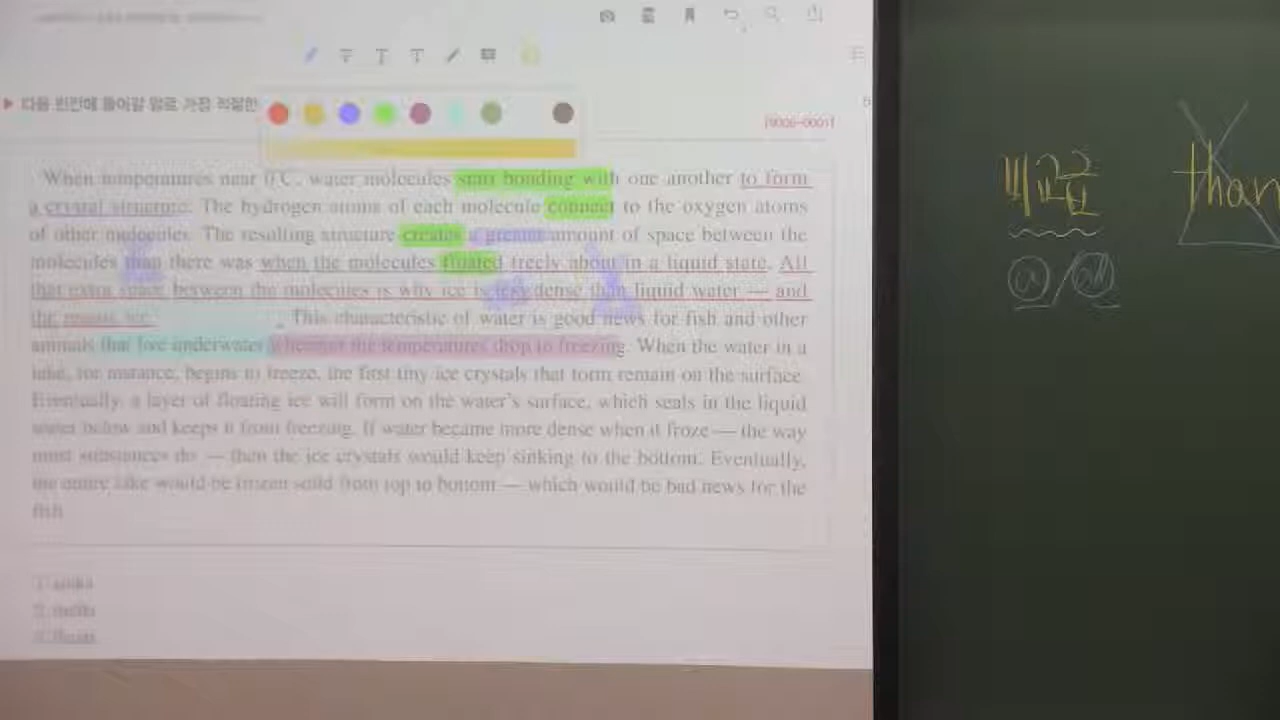 ▶ 다음 빈칸에 들어갈 말로 가장 적절한
[9006-0001]
When temperatures near 0°C, water molecules start bonding with one another to form
a crystal structure. The hydrogen atoms of each molecule connect to the oxygen atoms
of other molecules. The resulting structure creates a greater amount of space between the
molecules than there was when the molecules floated freely about in a liquid state. All
that extra space between the molecules is why ice is less dense than liquid water — and
the reason ice
. This characteristic of water is good news for fish and other
animals that live underwater whenever the temperatures drop to freezing. When the water in a
lake, for instance, begins to freeze, the first tiny ice crystals that form remain on the surface.
Eventually, a layer of floating ice will form on the water's surface, which seals in the liquid
water below and keeps it from freezing. If water became more dense when it froze — the way
most substances do — then the ice crystals would keep sinking to the bottom. Eventually,
the entire lake would be frozen solid from top to bottom — which would be bad news for the
fish.
1. sinks
2. melts
3. floats
비교급
than